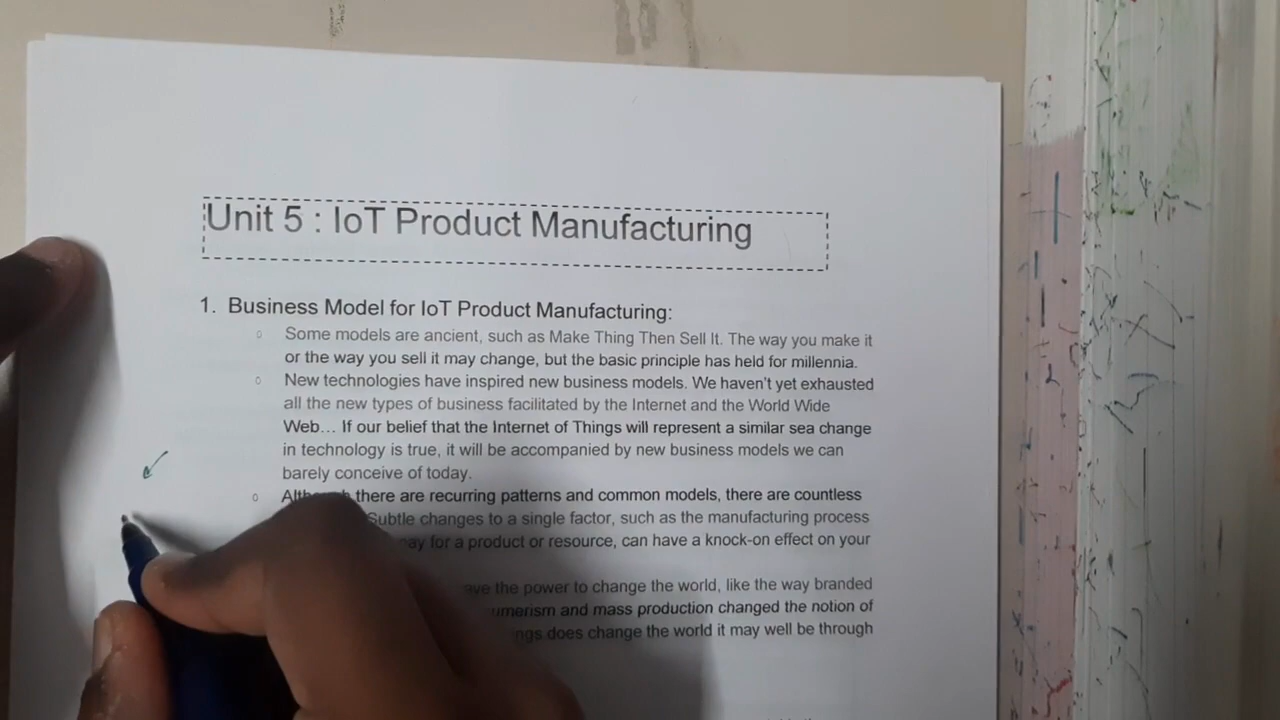 Unit 5 : IoT Product Manufacturing
1. Business Model for IoT Product Manufacturing:
Some models are ancient, such as Make Thing Then Sell It. The way you make it
or the way you sell it may change, but the basic principle has held for millennia.
New technologies have inspired new business models. We haven't yet exhausted
all the new types of business facilitated by the Internet and the World Wide
Web… If our belief that the Internet of Things will represent a similar sea change
in technology is true, it will be accompanied by new business models we can
barely conceive of today.
there are recurring patterns and common models, there are countless
Subtle changes to a single factor, such as the manufacturing process
for a product or resource, can have a knock-on effect on your
the power to change the world, like the way branded
and mass production changed the notion of
does change the world it may well be through